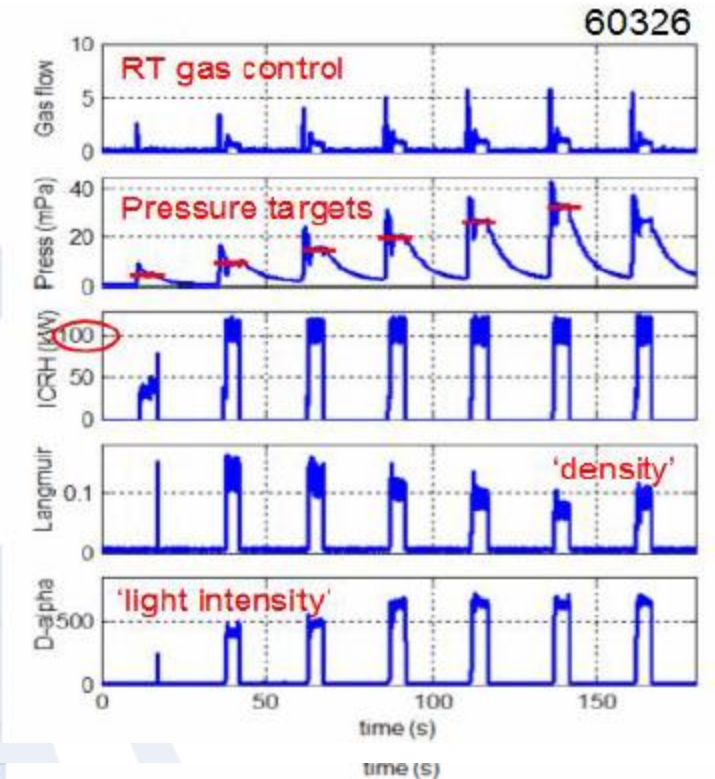 60326
10
RT gas control
Gas flow
5
0
40
Pressure targets
Press (mPa)
20
0
ICRH (kW)
100
50
0
'density'
Langmuir
0.1
0
'light intensity'
D-alpha
500
0
0 50 100 150
time (s)
time (s)